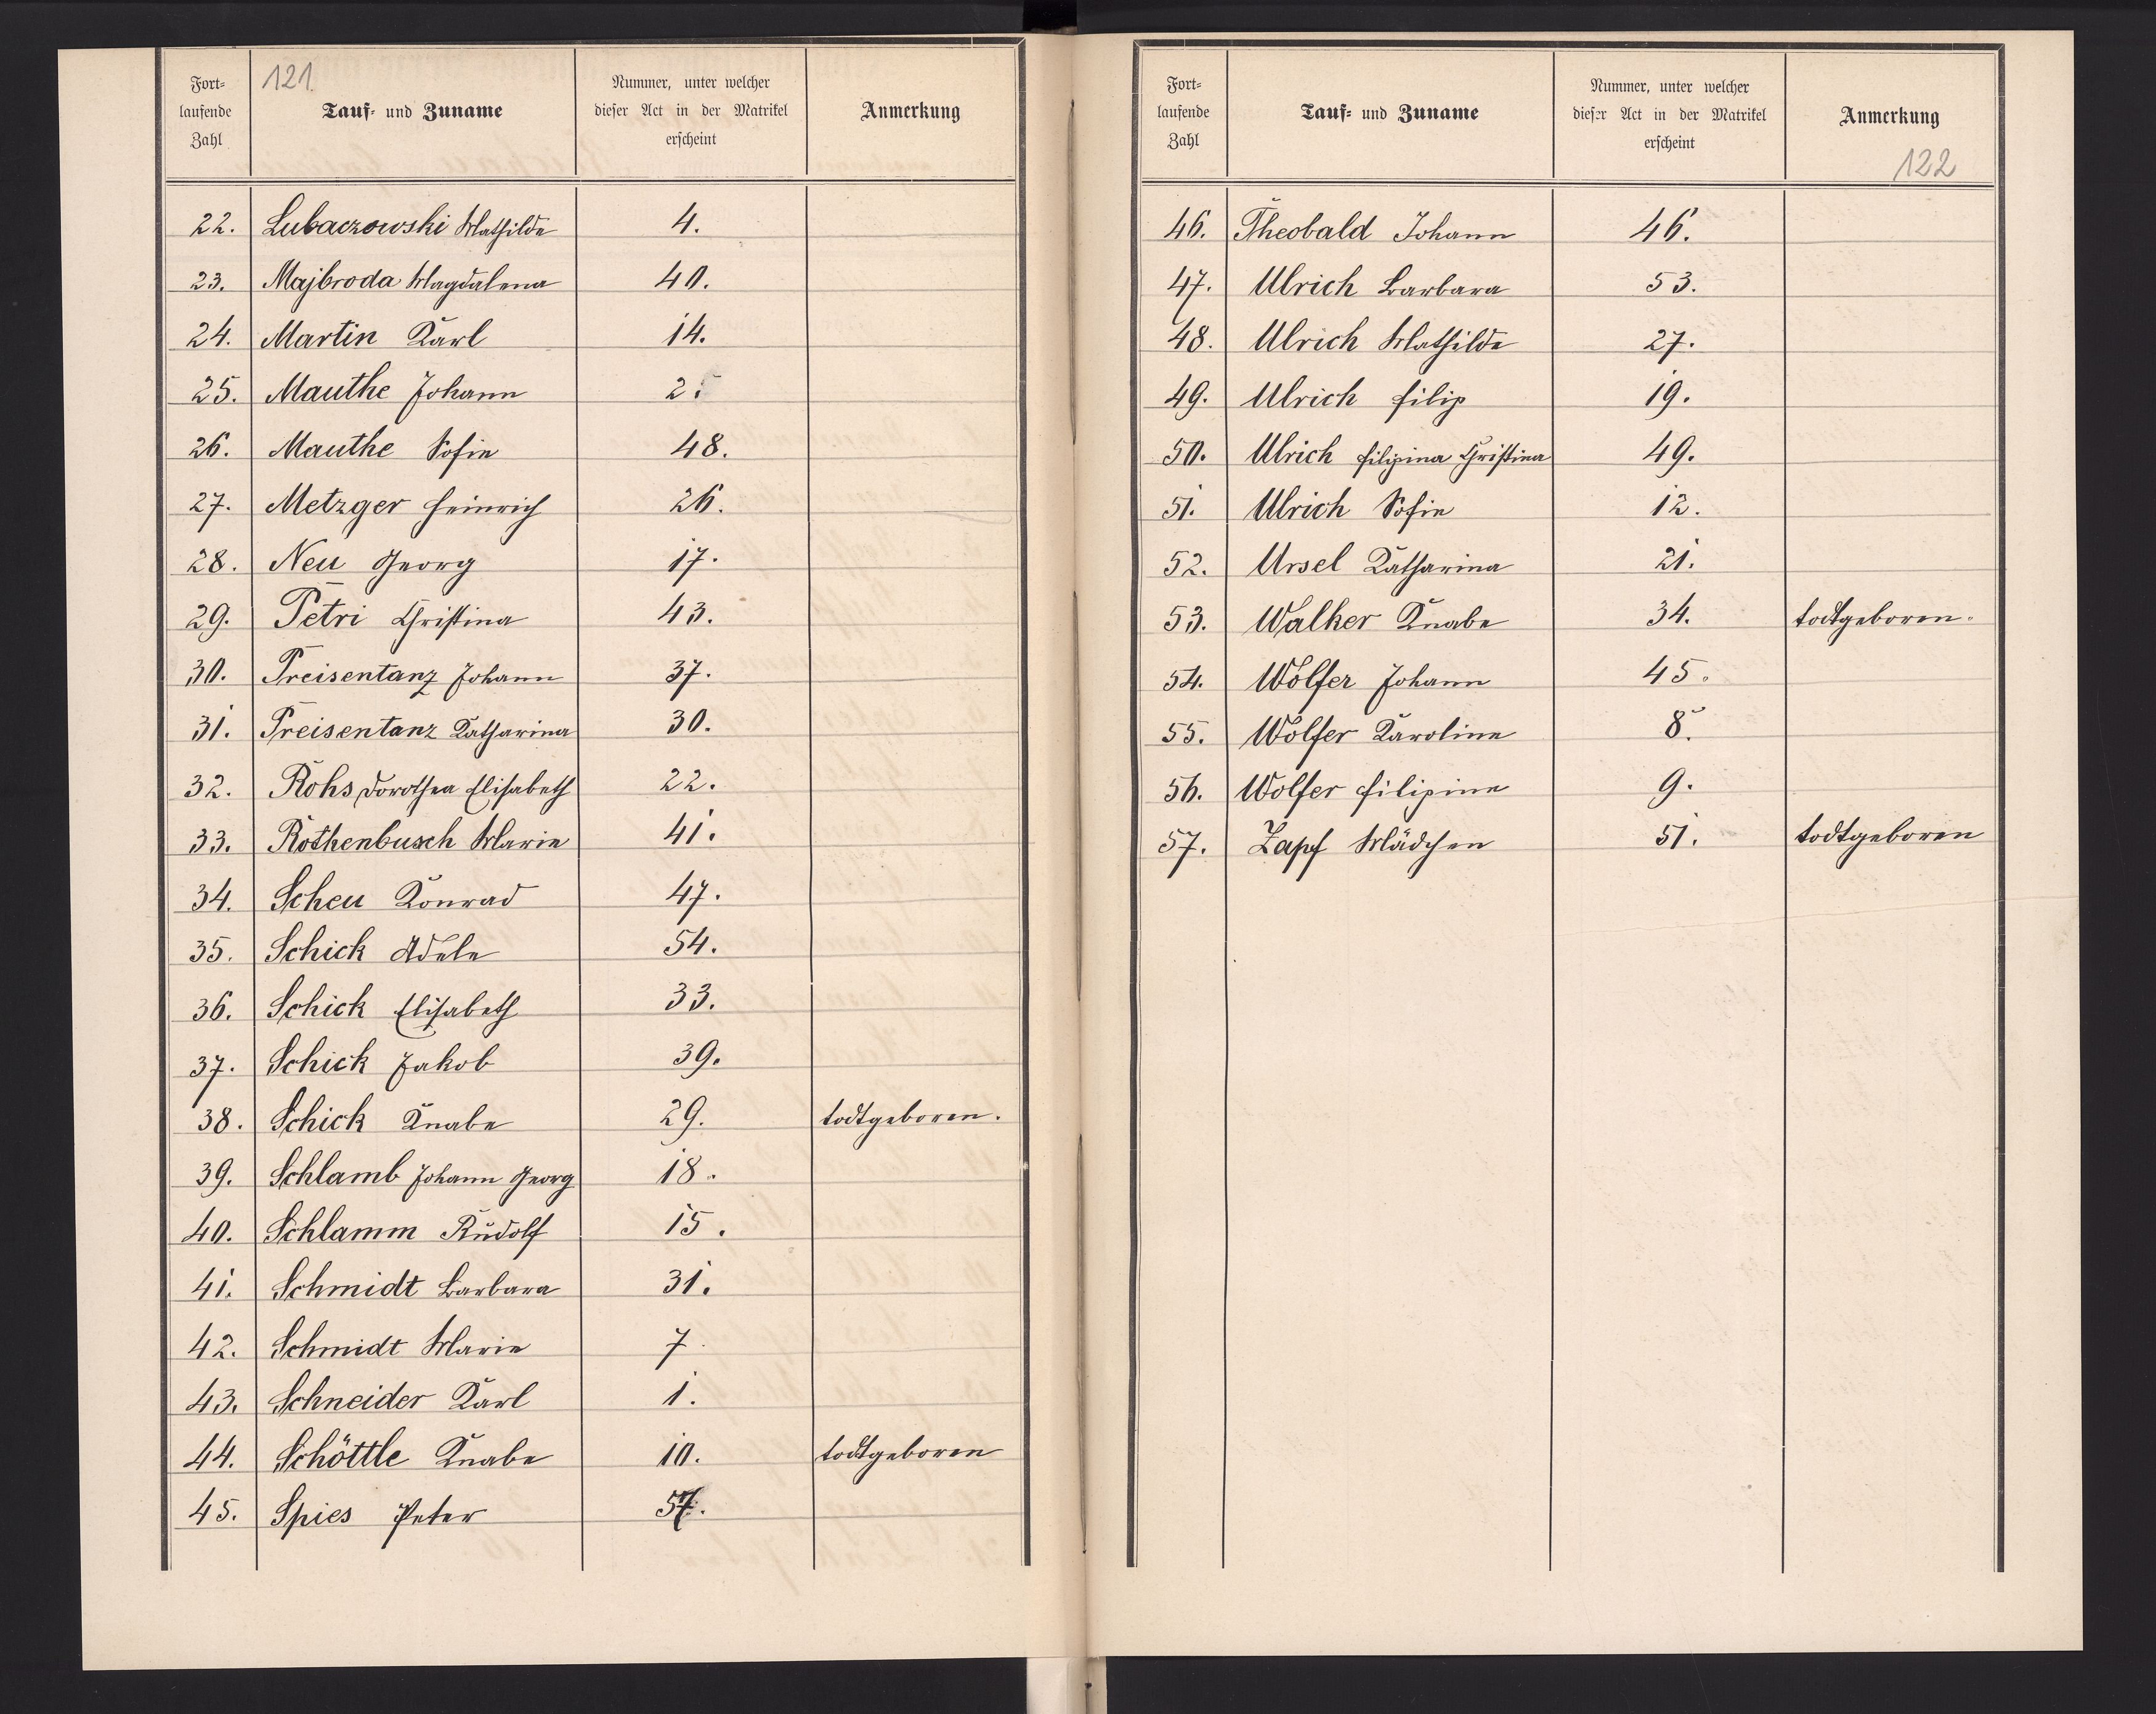 121.
Fort-
laufende
Zahl
Tauf- und Zuname
Nummer, unter welcher
dieser Act in der Matrikel
erscheint
Anmerkung
22. Lubaczowski Mathilde 4.
23. Majbroda Magdalena 40.
24. Martin Karl 14.
25. Mauthe Johann 2.
26. Mauthe Sofie 48.
27. Metzger Heinrich 26.
28. Neu Georg 17.
29. Petri Christina 43.
30. Preisentanz Johann 37.
31. Preisentanz Katharina 30.
32. Rohs Dorothea Elisabeth 22.
33. Rothenbusch Marie 41.
34. Scheu Konrad 47.
35. Schick Adele 54.
36. Schick Elisabeth 33.
37. Schick Jakob 39.
38. Schick Knabe 29. todtgeboren.
39. Schlamb Johann Georg 18.
40. Schlamm Rudolf 15.
41. Schmidt Barbara 31.
42. Schmidt Marie 7.
43. Schneider Karl 1.
44. Schöttle Knabe 10. todtgeboren
45. Spies Peter 57.
Fort-
laufende
Zahl
Tauf- und Zuname
Nummer, unter welcher
dieser Act in der Matrikel
erscheint
Anmerkung
122
46. Theobald Johann 46.
47. Ulrich Barbara 53.
48. Ulrich Mathilde 27.
49. Ulrich Filip 19.
50. Ulrich Filipina Christina 49.
51. Ulrich Sofie 12.
52. Ursel Katharina 21.
53. Walker Knabe 34. todtgeboren.
54. Wolfer Johann 45.
55. Wolfer Karoline 8.
56. Wolfer Filipine 9.
57. Zapf Mädchen 51. todtgeboren